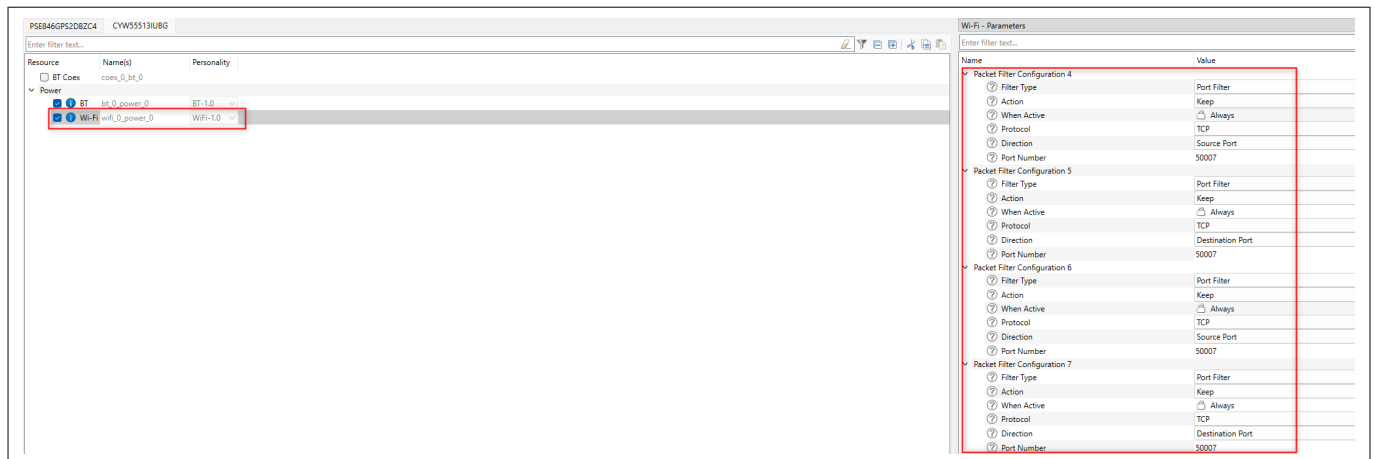 PSE846GPS2DBZC4 CYW55513IUBG
Enter filter text...
Resource Name(s) Personality
BT Coex coex_0_bt_0
Power
BT bt_0_power_0 BT-1.0
Wi-Fi wifi_0_power_0 WiFi-1.0
Wi-Fi - Parameters
Enter filter text...
Name Value
Packet Filter Configuration 4
Filter Type Port Filter
Action Keep
When Active Always
Protocol TCP
Direction Source Port
Port Number 50007
Packet Filter Configuration 5
Filter Type Port Filter
Action Keep
When Active Always
Protocol TCP
Direction Destination Port
Port Number 50007
Packet Filter Configuration 6
Filter Type Port Filter
Action Keep
When Active Always
Protocol TCP
Direction Source Port
Port Number 50007
Packet Filter Configuration 7
Filter Type Port Filter
Action Keep
When Active Always
Protocol TCP
Direction Destination Port
Port Number 50007